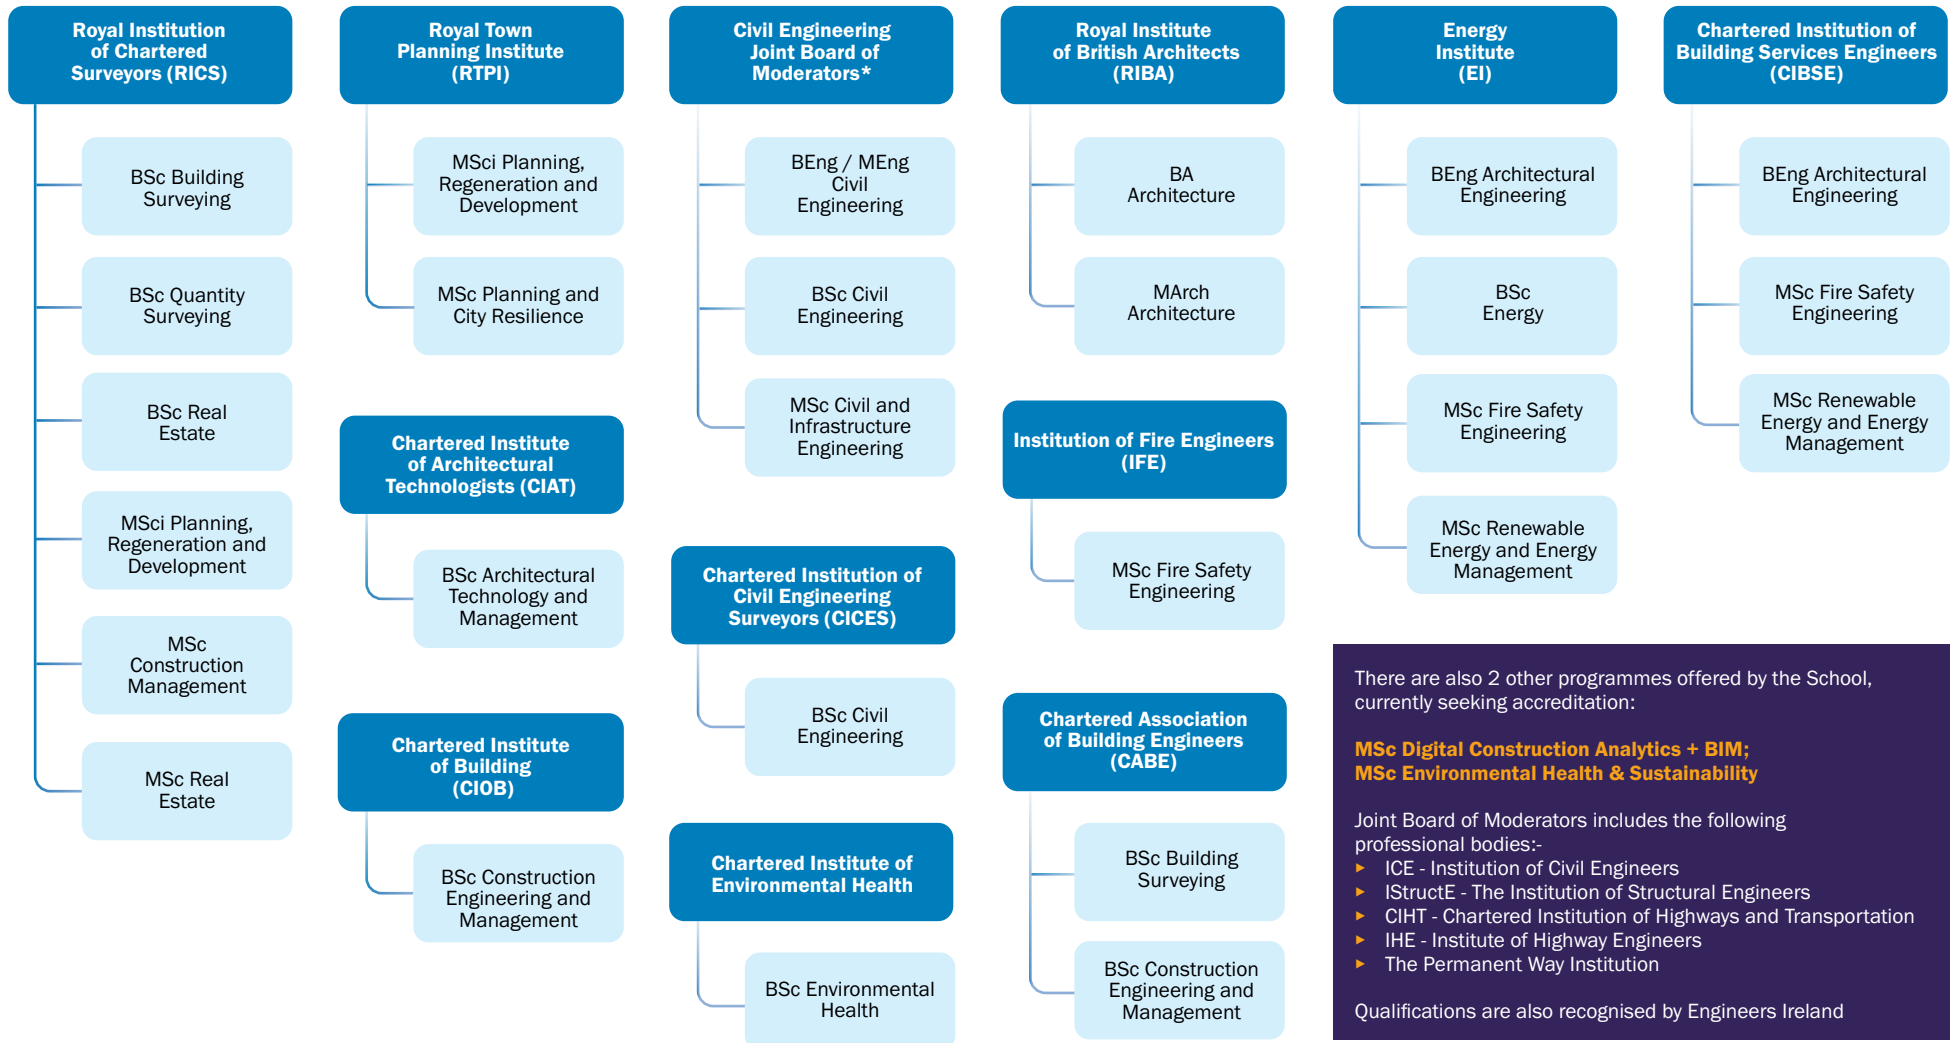 Royal Institution
of Chartered
Surveyors (RICS)
BSc Building
Surveying
BSc Quantity
Surveying
BSc Real
Estate
MSci Planning,
Regeneration and
Development
MSc
Construction
Management
MSc Real
Estate
Royal Town
Planning Institute
(RTPI)
MSci Planning,
Regeneration and
Development
MSc Planning and
City Resilience
Chartered Institute
of Architectural
Technologists (CIAT)
BSc Architectural
Technology and
Management
Chartered Institute
of Building
(CIOB)
BSc Construction
Engineering and
Management
Civil Engineering
Joint Board of
Moderators*
BEng / MEng
Civil
Engineering
BSc Civil
Engineering
MSc Civil and
Infrastructure
Engineering
Chartered Institution of
Civil Engineering
Surveyors (CICES)
BSc Civil
Engineering
Chartered Institute of
Environmental Health
BSc Environmental
Health
Royal Institute
of British Architects
(RIBA)
BA
Architecture
MArch
Architecture
Institution of Fire Engineers
(IFE)
MSc Fire Safety
Engineering
Chartered Association
of Building Engineers
(CABE)
BSc Building
Surveying
BSc Construction
Engineering and
Management
Energy
Institute
(EI)
BEng Architectural
Engineering
BSc
Energy
MSc Fire Safety
Engineering
MSc Renewable
Energy and Energy
Management
Chartered Institution of
Building Services Engineers
(CIBSE)
BEng Architectural
Engineering
MSc Fire Safety
Engineering
MSc Renewable
Energy and Energy
Management
There are also 2 other programmes offered by the School,
currently seeking accreditation:
MSc Digital Construction Analytics + BIM;
MSc Environmental Health & Sustainability
Joint Board of Moderators includes the following
professional bodies:-
▸ ICE - Institution of Civil Engineers
▸ IStructE - The Institution of Structural Engineers
▸ CIHT - Chartered Institution of Highways and Transportation
▸ IHE - Institute of Highway Engineers
▸ The Permanent Way Institution
Qualifications are also recognised by Engineers Ireland